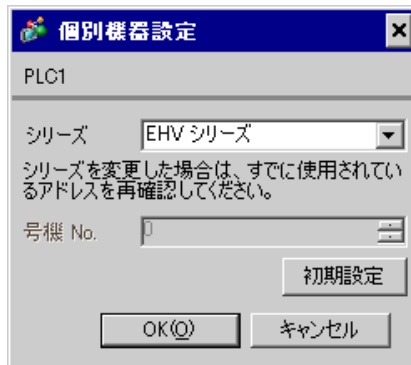 個別機器設定
PLC1
シリーズ EHV シリーズ
シリーズを変更した場合は、すでに使用されてい
るアドレスを再確認してください。
号機 No. 0
初期設定
OK(O) キャンセル